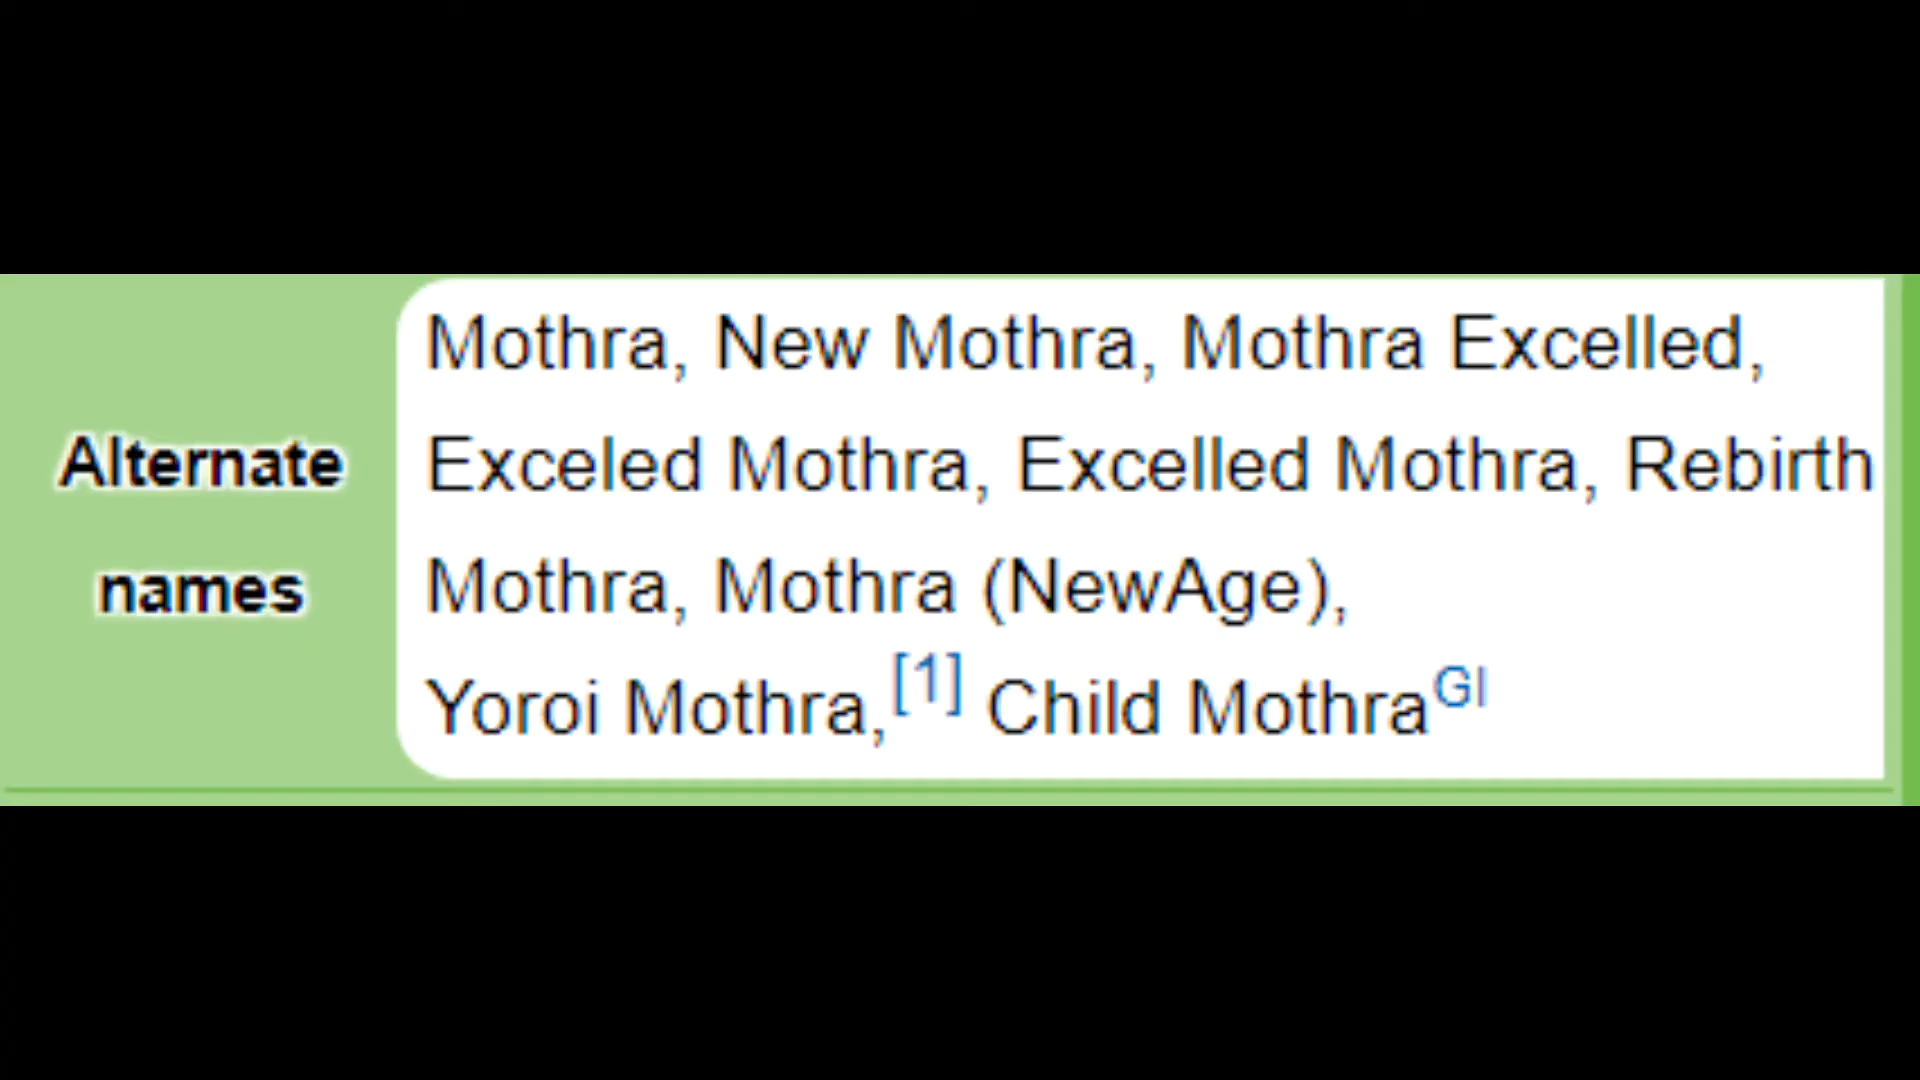 Alternate
names
Mothra, New Mothra, Mothra Excelled,
Exceled Mothra, Excelled Mothra, Rebirth
Mothra, Mothra (NewAge),
Yoroi Mothra,[1] Child MothraGI